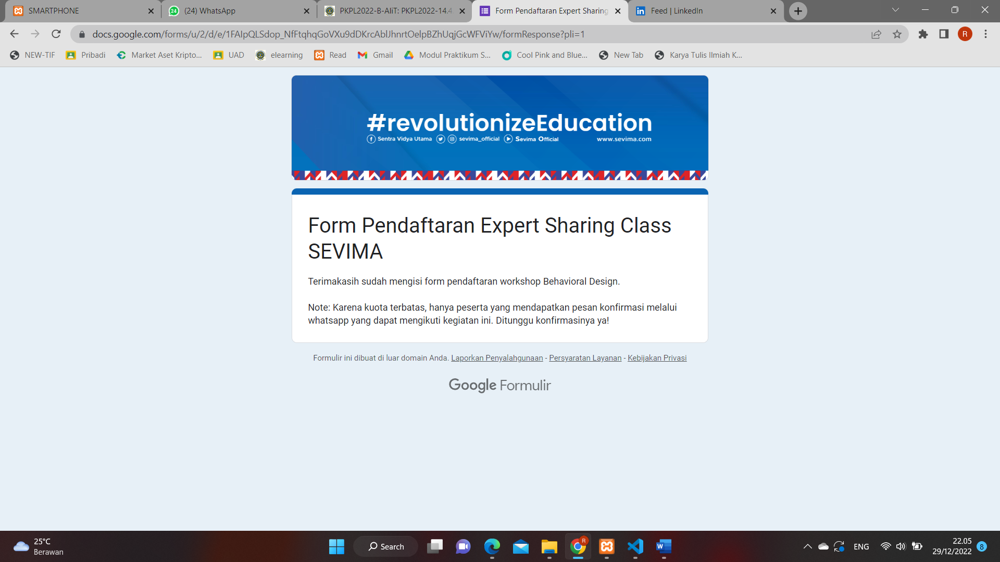 SMARTPHONE
(24) WhatsApp
PKPL2022-B-AliT: PKPL2022-14.4
Form Pendaftaran Expert Sharing
Feed | LinkedIn
docs.google.com/forms/u/2/d/e/1FAIpQLSdop_NfFtqhqGoVXu9dDKrcAblJhnrtOelpBZhUqjGcWFViYw/formResponse?pli=1
R
NEW-TIF
Pribadi
Market Aset Kripto...
UAD
elearning
Read
Gmail
Modul Praktikum S...
Cool Pink and Blue...
New Tab
Karya Tulis Ilmiah K...
#revolutionizeEducation
Sentra Vidya Utama sevima_official Sevima Official www.sevima.com
Form Pendaftaran Expert Sharing Class
SEVIMA
Terimakasih sudah mengisi form pendaftaran workshop Behavioral Design.
Note: Karena kuota terbatas, hanya peserta yang mendapatkan pesan konfirmasi melalui
whatsapp yang dapat mengikuti kegiatan ini. Ditunggu konfirmasinya ya!
Formulir ini dibuat di luar domain Anda. Laporkan Penyalahgunaan - Persyaratan Layanan - Kebijakan Privasi
Google Formulir
25°C
Berawan
Search
ENG
22.05
29/12/2022
8